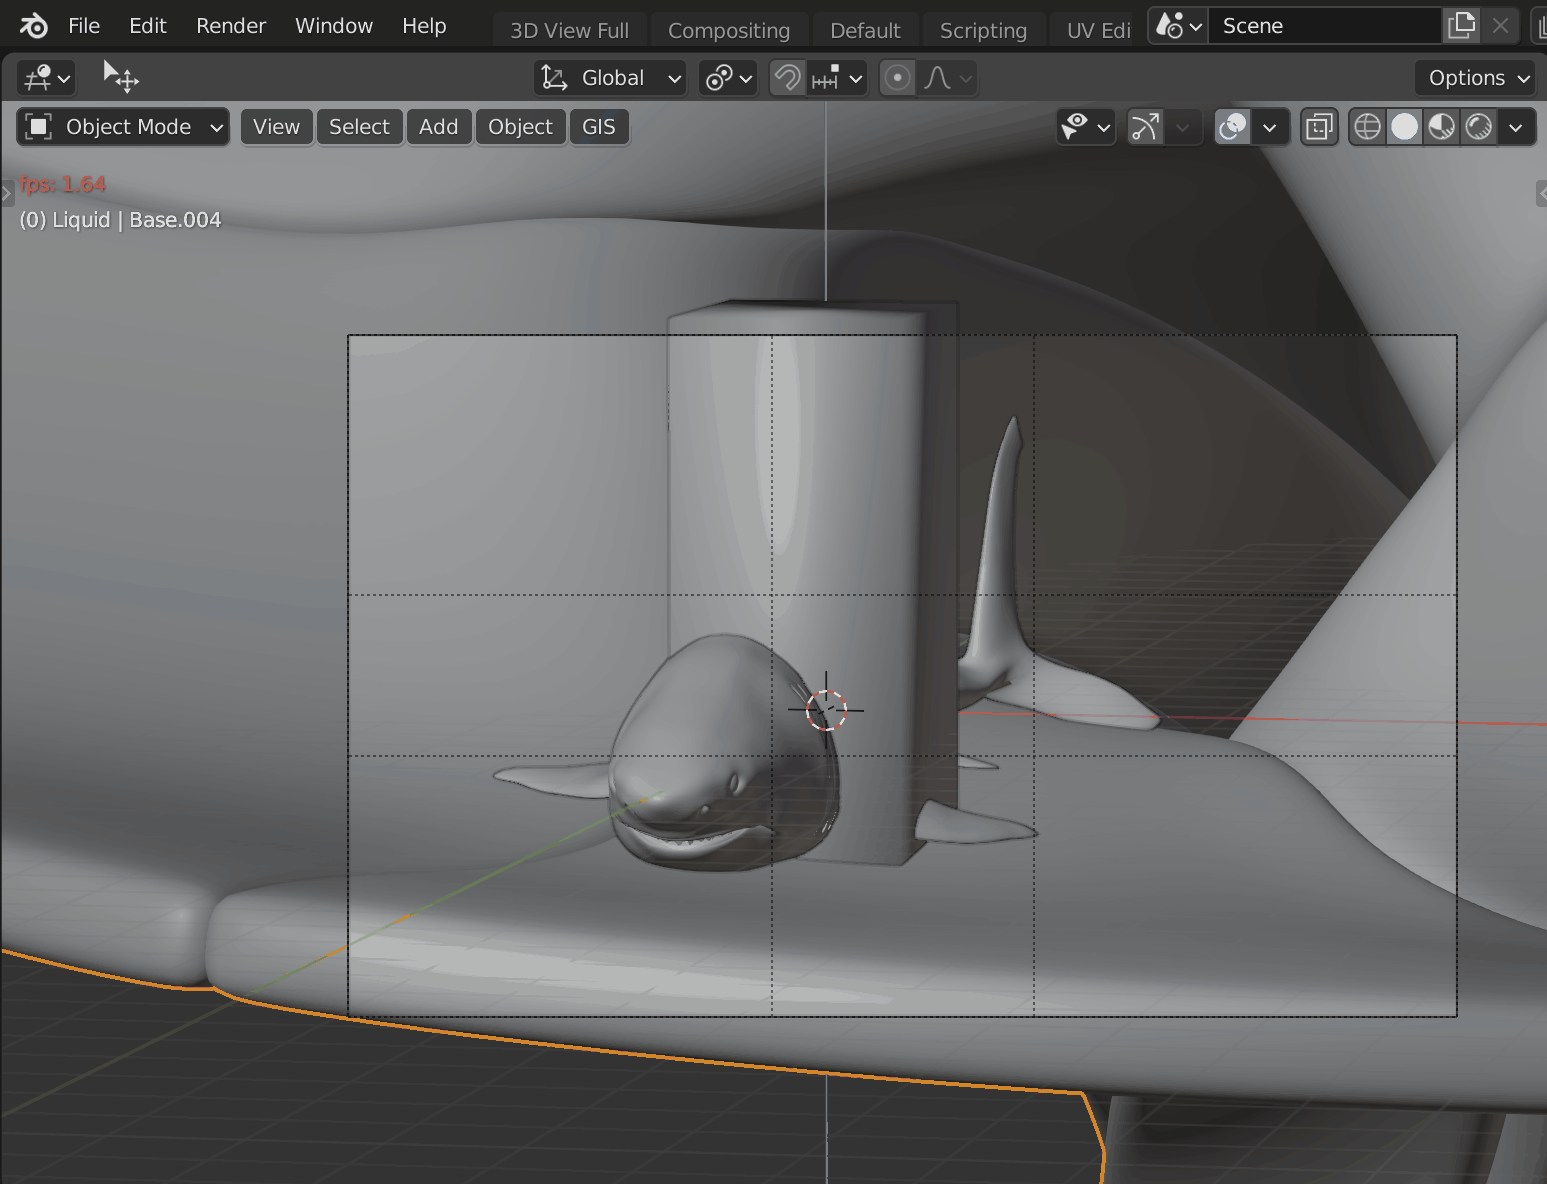 File Edit Render Window Help 3D View Full Compositing Default Scripting UV Edi Scene
Global Options
Object Mode View Select Add Object GIS
fps: 1.64
(0) Liquid | Base.004